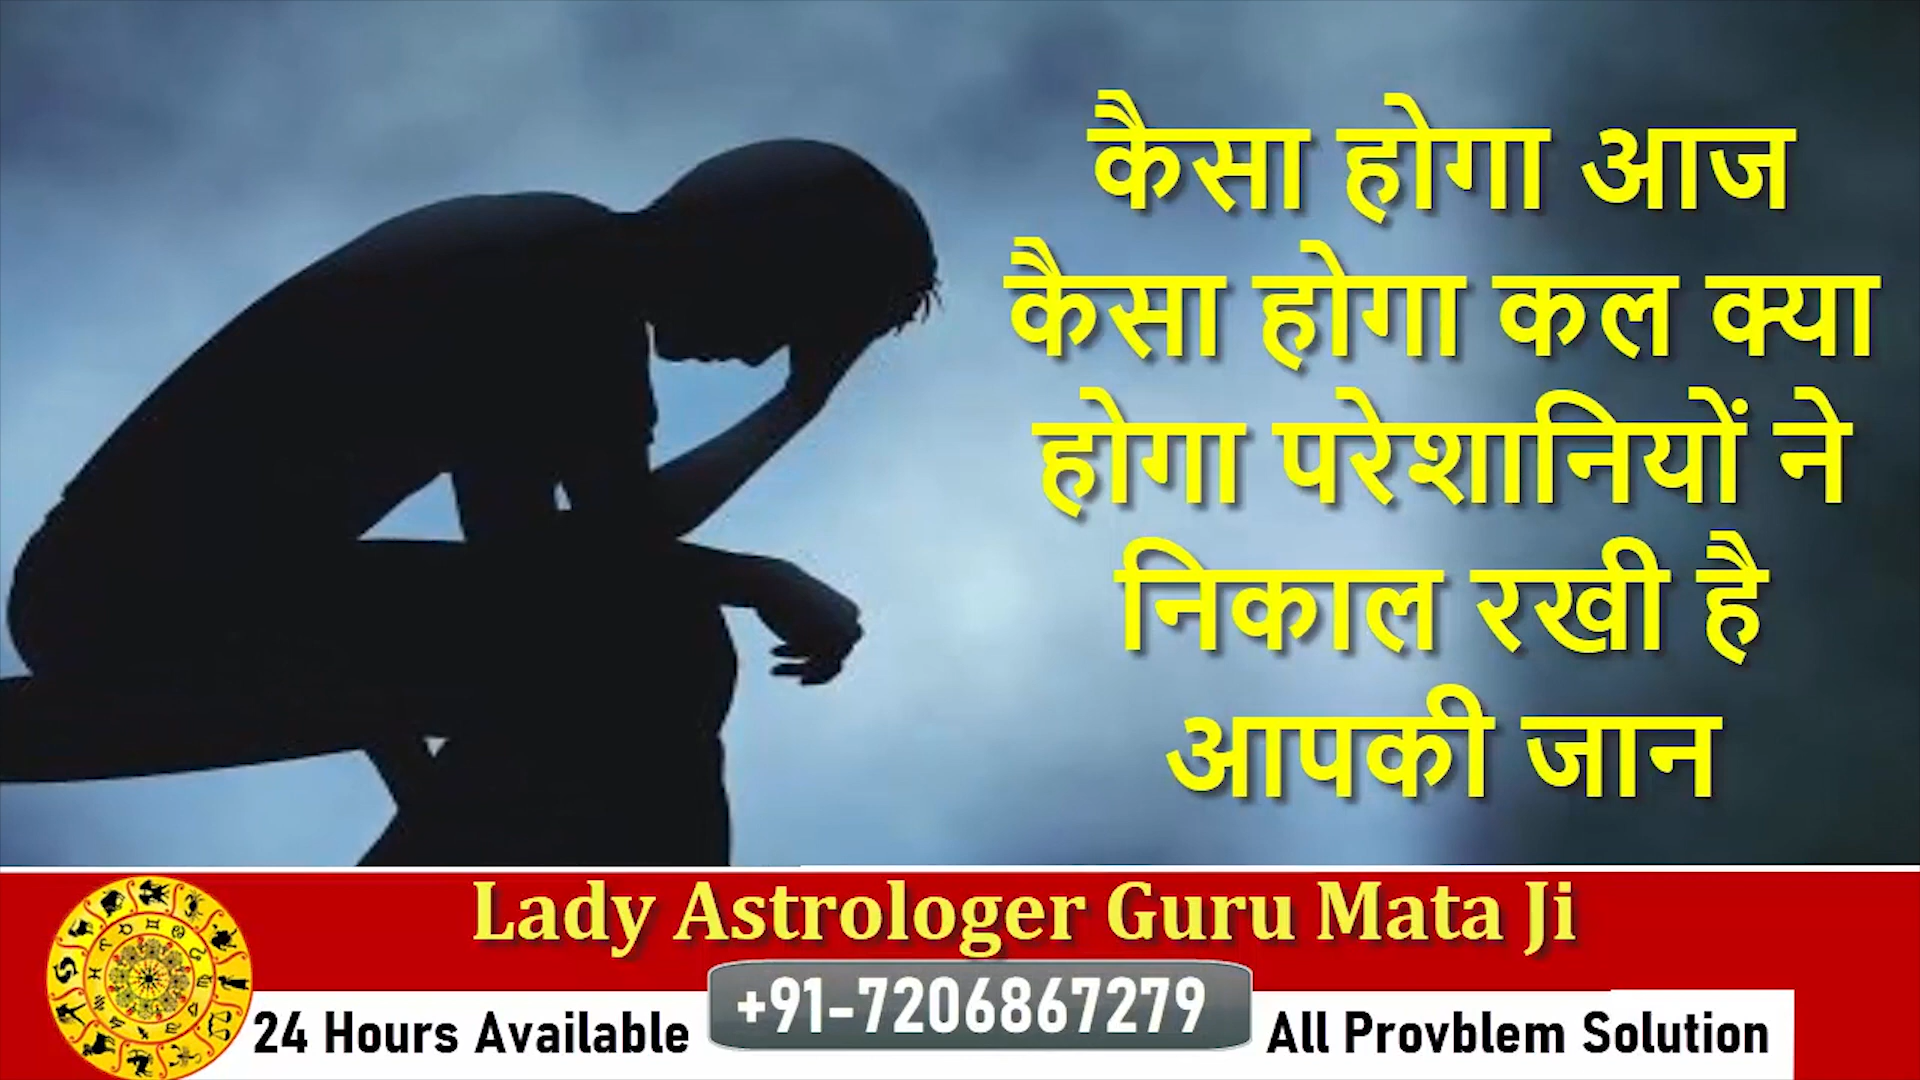 कैसा होगा आज
कैसा होगा कल क्या
होगा परेशानियों ने
निकाल रखी है
आपकी जान
Lady Astrologer Guru Mata Ji
+91-7206867279
24 Hours Available
All Provblem Solution